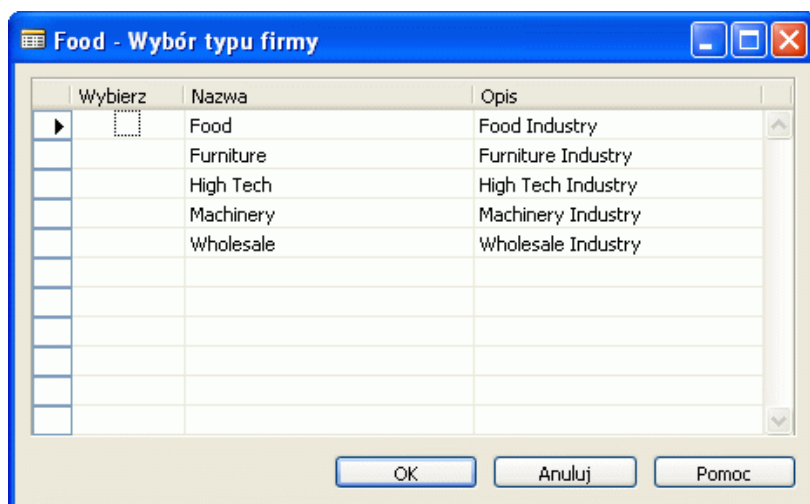 Food - Wybór typu firmy
Wybierz Nazwa Opis
Food Food Industry
Furniture Furniture Industry
High Tech High Tech Industry
Machinery Machinery Industry
Wholesale Wholesale Industry
OK Anuluj Pomoc